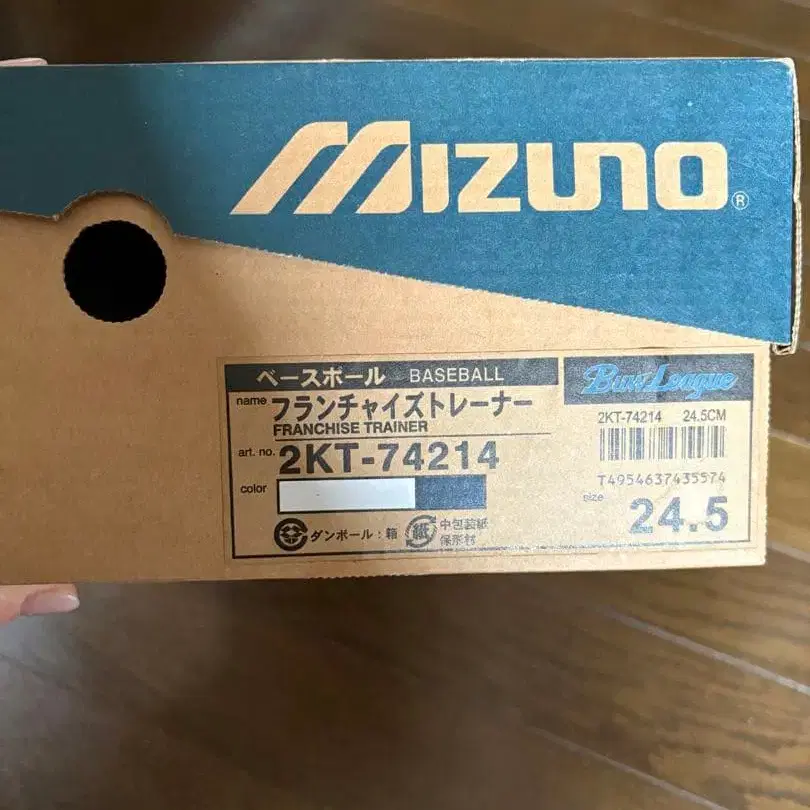 MIZUNO®
ベースボール BASEBALL
name フランチャイズトレーナー
FRANCHISE TRAINER
art. no. 2KT-74214
color
ダンボール：箱 紙 中包装紙
保形材
Buw League
2KT-74214 24.5CM
T4954637435574
size 24.5